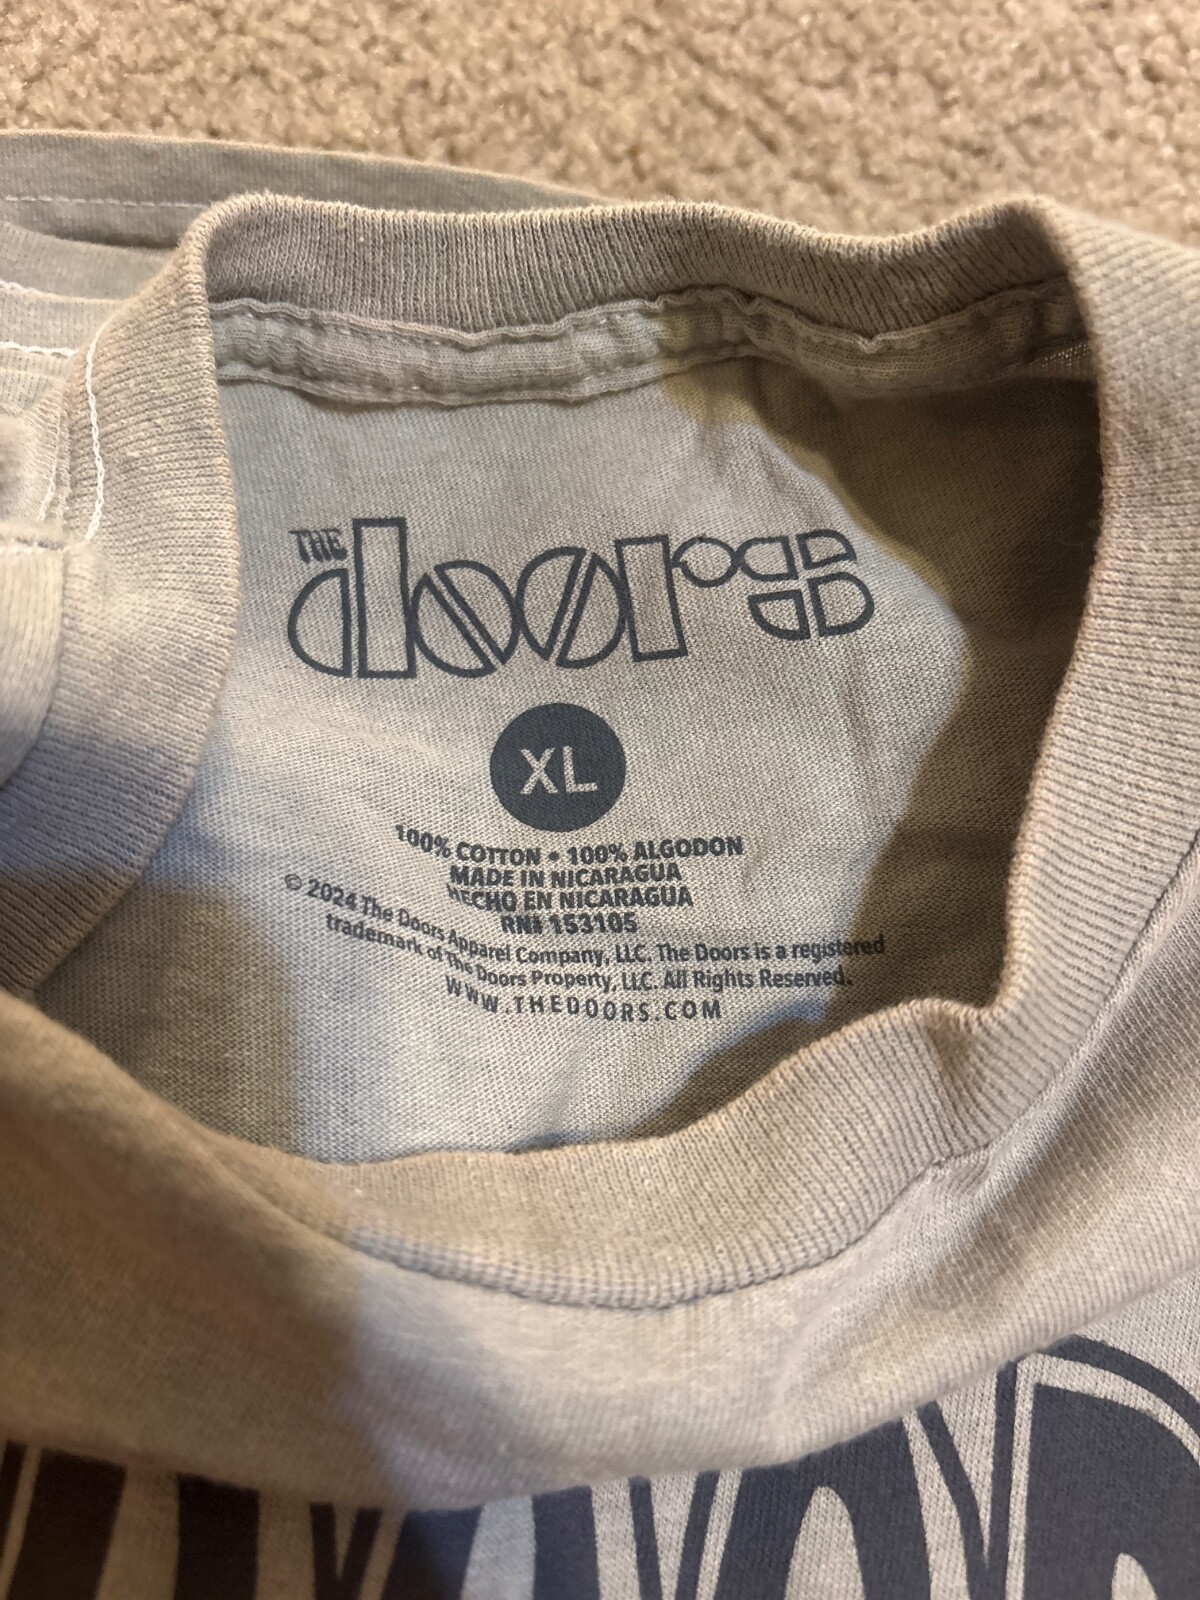 THE
doors
XL
100% COTTON • 100% ALGODON
MADE IN NICARAGUA
HECHO EN NICARAGUA
RN# 153105
© 2024 The Doors Apparel Company, LLC. The Doors is a registered
trademark of The Doors Property, LLC. All Rights Reserved.
WWW.THEDOORS.COM